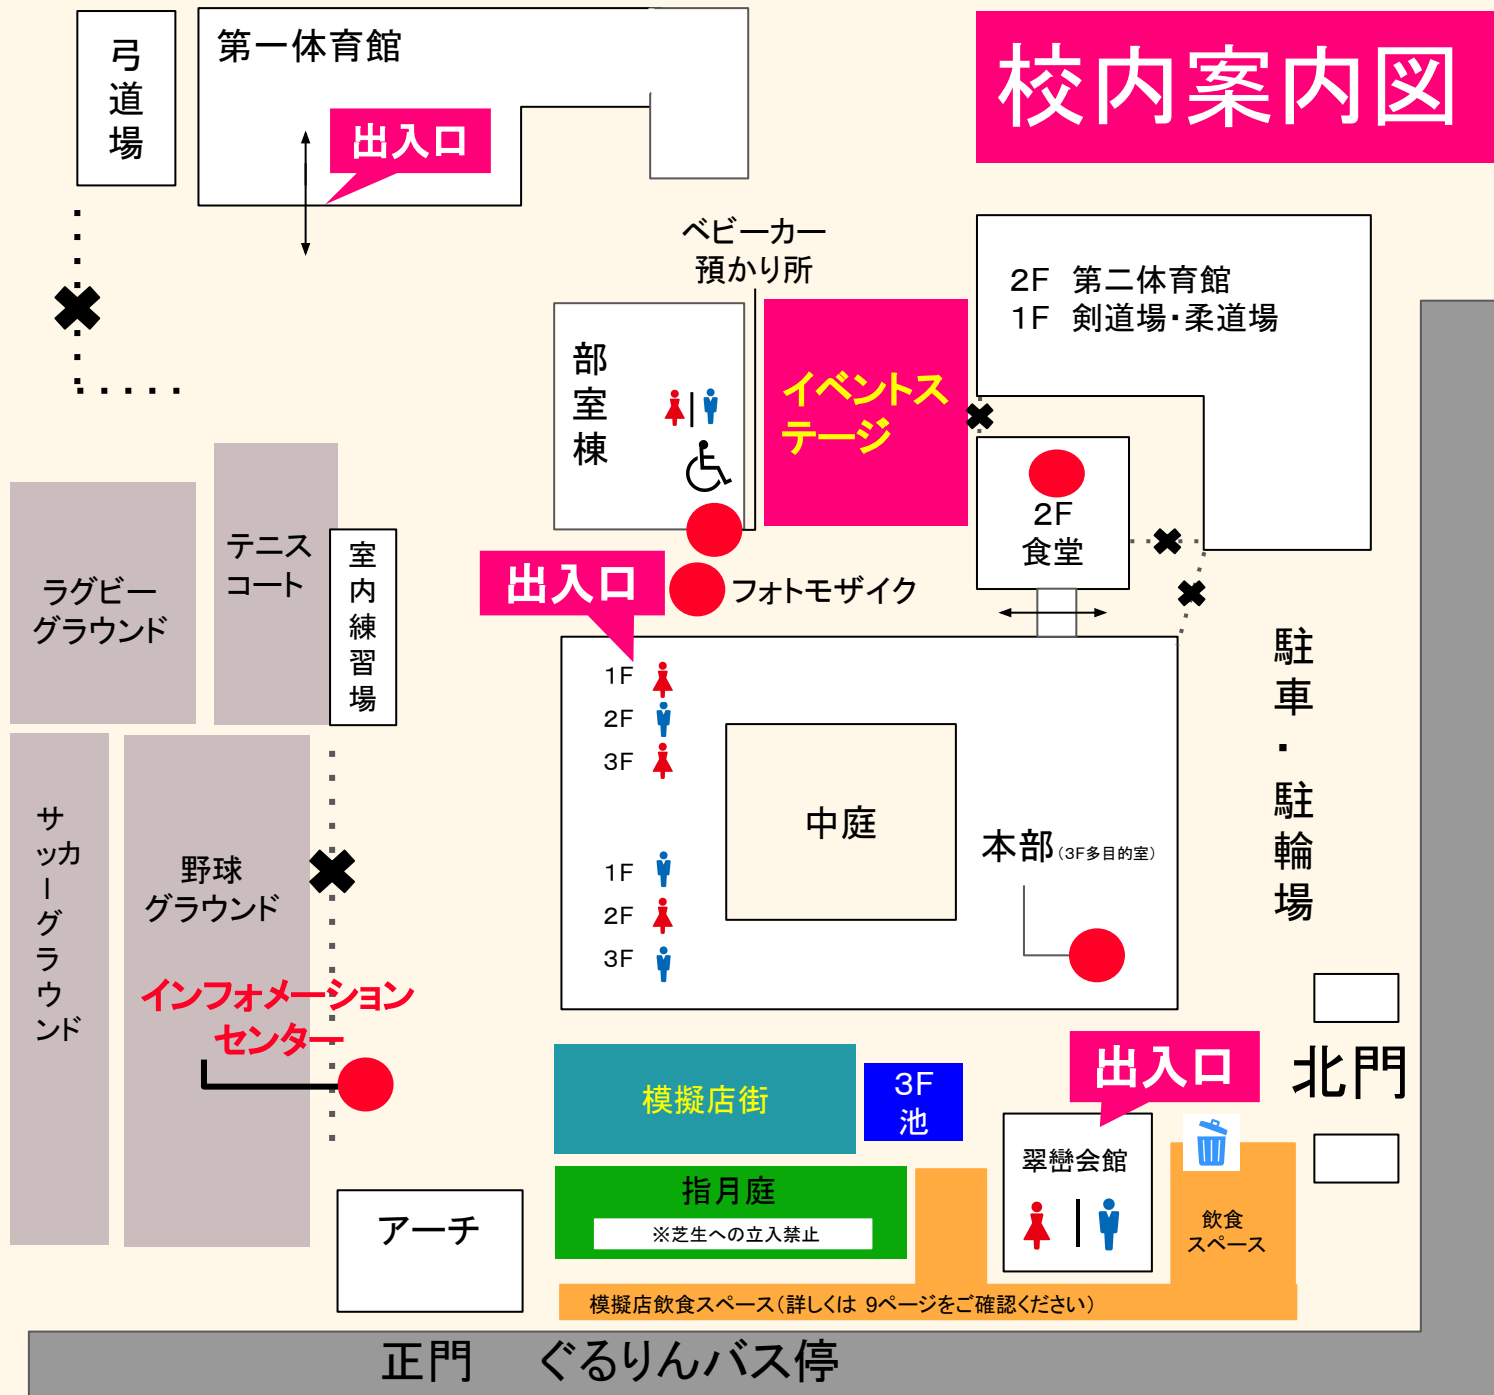 校内案内図
弓道場
第一体育館
出入口
ベビーカー
預かり所
2F 第二体育館
1F 剣道場・柔道場
部室棟
イベントス
テージ
2F
食堂
テニス
コート
室内練習場
ラグビー
グラウンド
出入口
フォトモザイク
駐車・駐輪場
1F
2F
3F
中庭
本部(3F多目的室)
1F
2F
3F
サッカーグラウンド
野球
グラウンド
インフォメーション
センター
模擬店街
3F
池
出入口
北門
翠巒会館
指月庭
※芝生への立入禁止
アーチ
飲食
スペース
模擬店飲食スペース(詳しくは 9ページをご確認ください)
正門 ぐるりんバス停